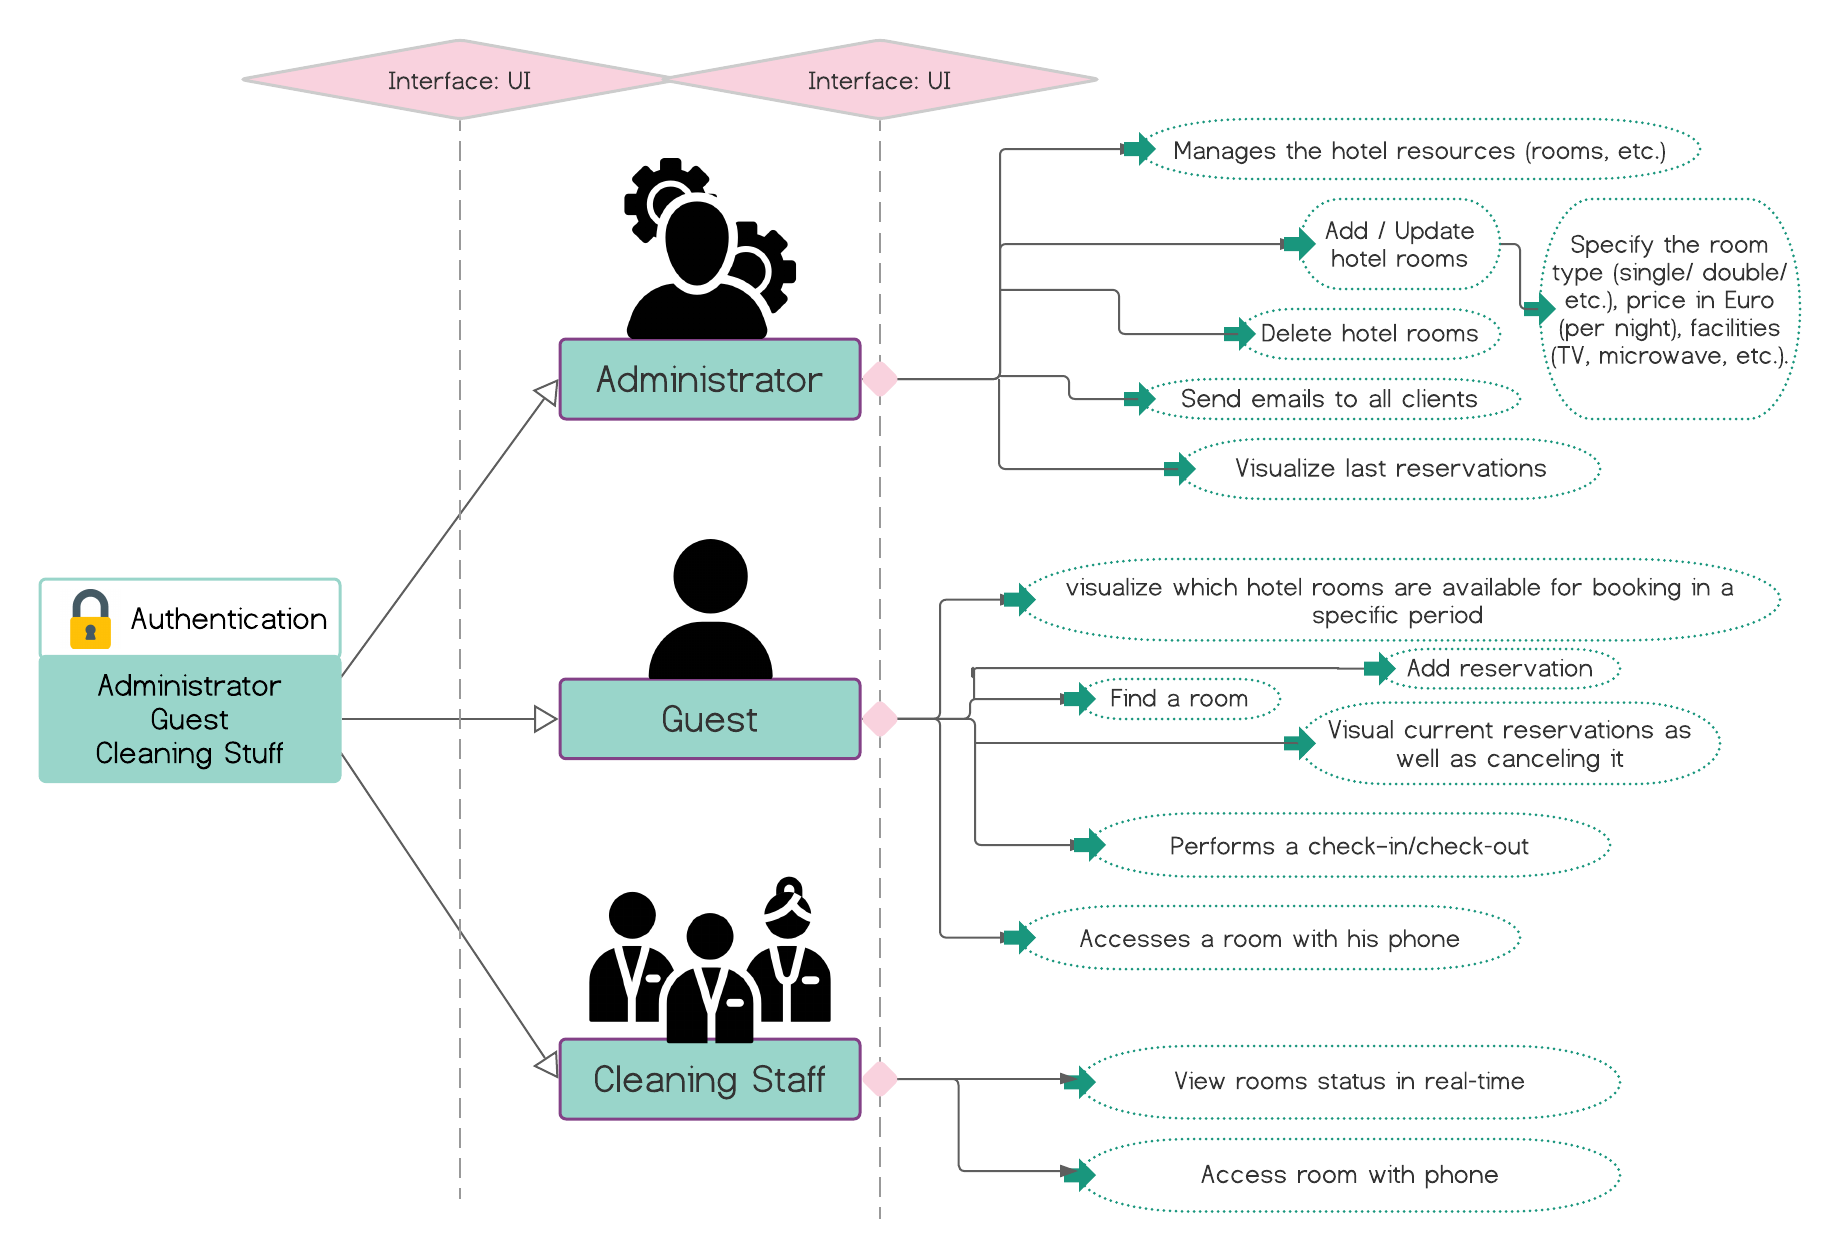 Interface: UI
Interface: UI
Manages the hotel resources (rooms, etc.)
Add / Update
hotel rooms
Specify the room
type (single/ double/
etc.), price in Euro
(per night), facilities
(TV, microwave, etc.).
Delete hotel rooms
Administrator
Send emails to all clients
Visualize last reservations
Authentication
Administrator
Guest
Cleaning Stuff
visualize which hotel rooms are available for booking in a
specific period
Add reservation
Find a room
Guest
Visual current reservations as
well as canceling it
Performs a check-in/check-out
Accesses a room with his phone
Cleaning Staff
View rooms status in real-time
Access room with phone